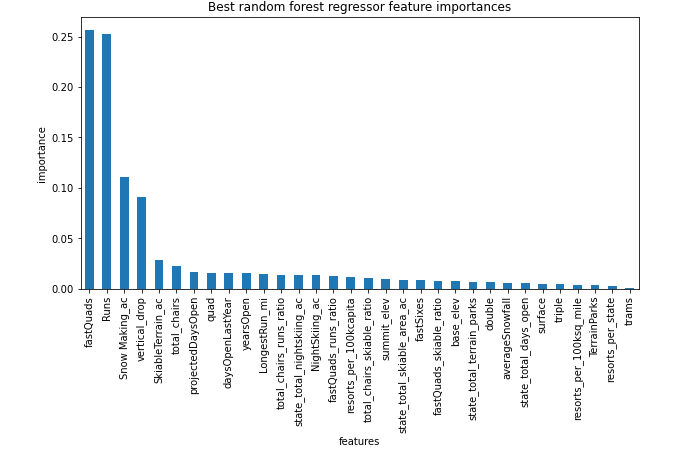 Best random forest regressor feature importances
importance
0.25
0.20
0.15
0.10
0.05
0.00
fastQuads
Runs
Snow Making_ac
vertical_drop
SkiableTerrain_ac
total_chairs
projectedDaysOpen
quad
daysOpenLastYear
yearsOpen
LongestRun_mi
total_chairs_runs_ratio
state_total_nightskiing_ac
NightSkiing_ac
fastQuads_runs_ratio
resorts_per_100kcapita
total_chairs_skiable_ratio
summit_elev
state_total_skiable_area_ac
fastSixes
fastQuads_skiable_ratio
base_elev
state_total_terrain_parks
double
averageSnowfall
state_total_days_open
surface
triple
resorts_per_100ksq_mile
TerrainParks
resorts_per_state
trams
features